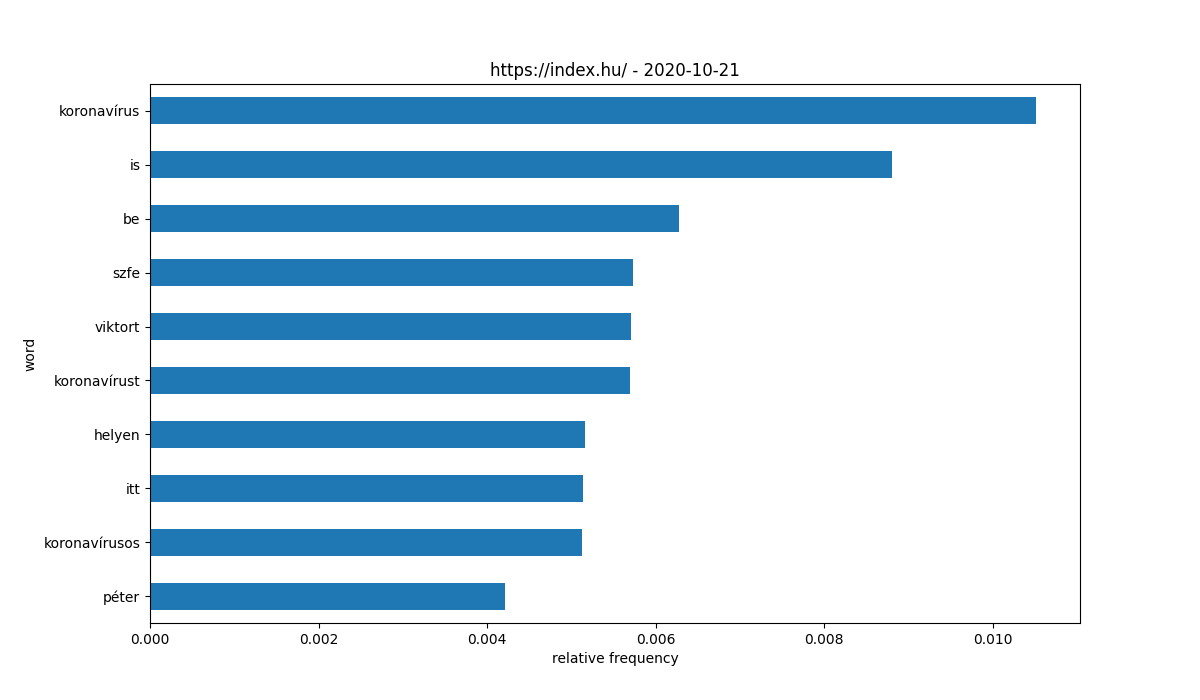 https://index.hu/ - 2020-10-21
word
koronavírus
is
be
szfe
viktort
koronavírust
helyen
itt
koronavírusos
péter
0.000 0.002 0.004 0.006 0.008 0.010
relative frequency